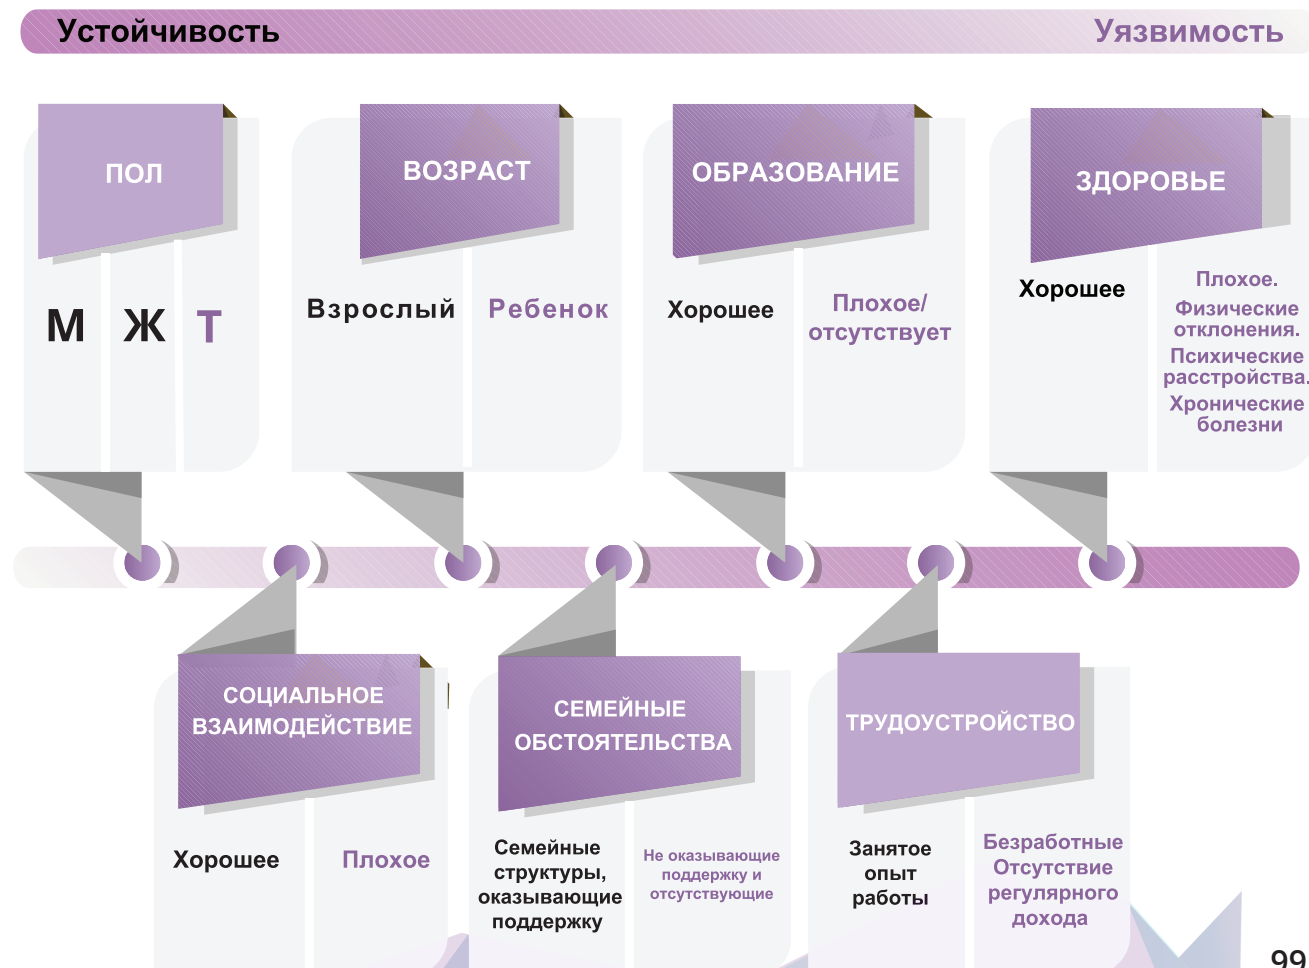 Устойчивость
Уязвимость
ПОЛ
М Ж Т
ВОЗРАСТ
Взрослый
Ребенок
ОБРАЗОВАНИЕ
Хорошее
Плохое/
отсутствует
ЗДОРОВЬЕ
Хорошее
Плохое.
Физические
отклонения.
Психические
расстройства.
Хронические
болезни
СОЦИАЛЬНОЕ
ВЗАИМОДЕЙСТВИЕ
Хорошее
Плохое
СЕМЕЙНЫЕ
ОБСТОЯТЕЛЬСТВА
Семейные
структуры,
оказывающие
поддержку
Не оказывающие
поддержку и
отсутствующие
ТРУДОУСТРОЙСТВО
Занятое
опыт
работы
Безработные
Отсутствие
регулярного
дохода
99